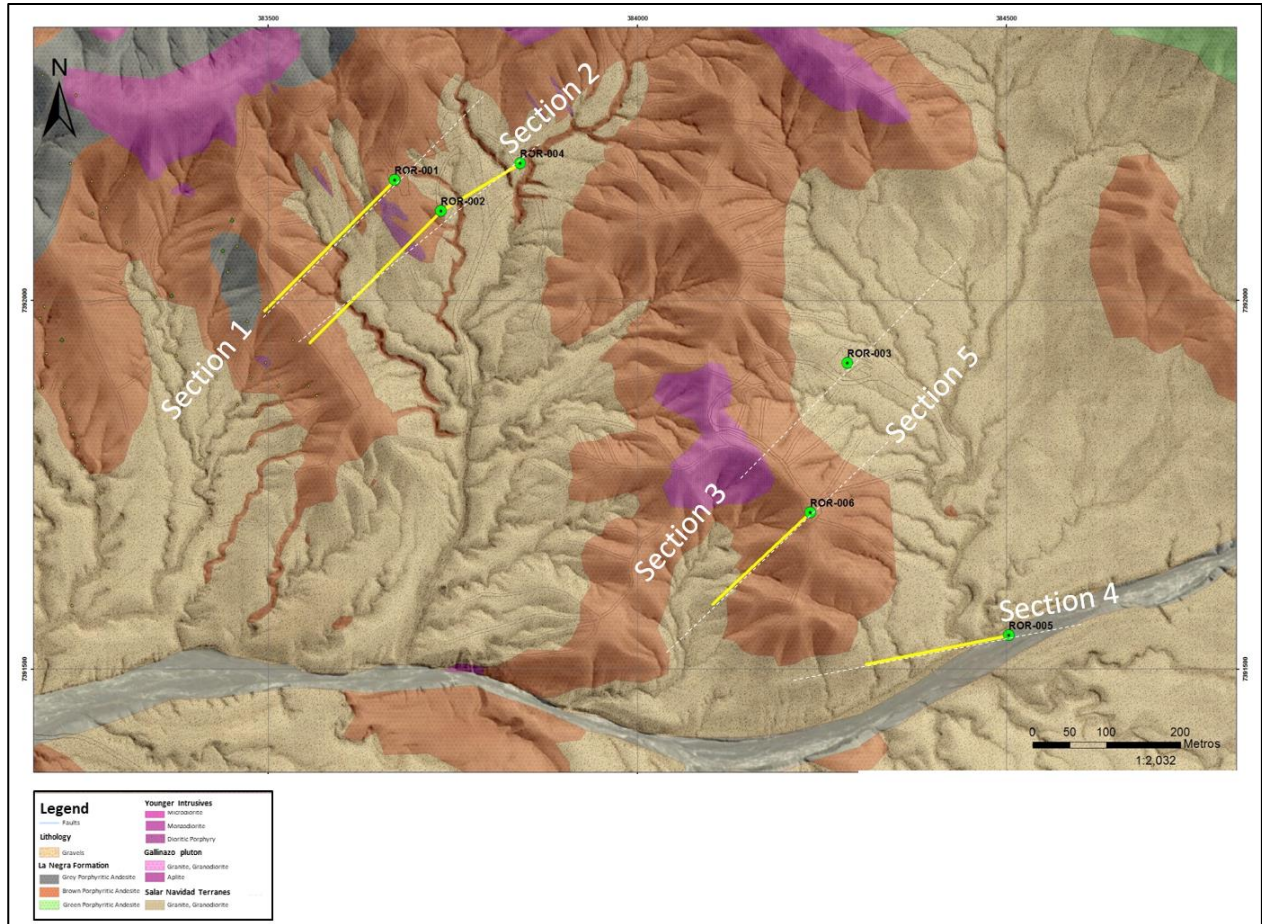 383500
384000
384500
N
Section 2
ROR-001
ROR-004
ROR-002
7392000
7392000
Section 1
ROR-003
Section 5
Section 3
ROR-006
Section 4
ROR-005
7391500
7391500
0 50 100 200
Metros
1:2,032
Legend
Faults
Lithology
Gravels
La Negra Formation
Grey Porphyritic Andesite
Brown Porphyritic Andesite
Green Porphyritic Andesite
Younger Intrusives
Microdiorite
Monzodiorite
Dioritic Porphyry
Gallinazo pluton
Granite, Granodiorite
Aplite
Salar Navidad Terranes
Granite, Granodiorite